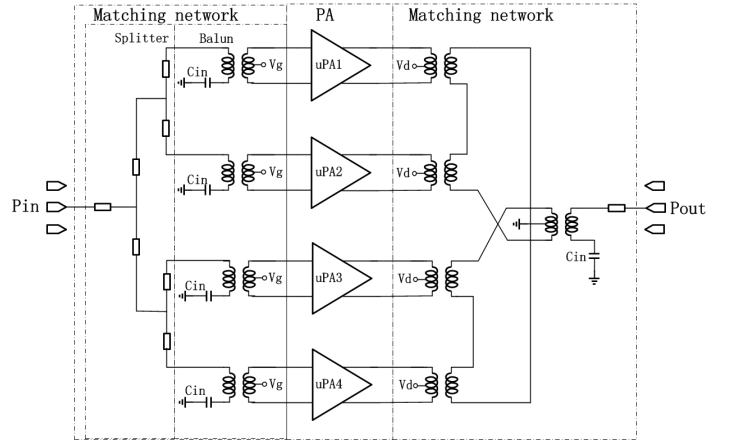 Matching network
PA
Matching network
Splitter
Balun
Cin
Vg
uPA1
Vd
Cin
Vg
uPA2
Vd
Pin
Pout
Cin
Cin
Vg
uPA3
Vd
Cin
Vg
uPA4
Vd